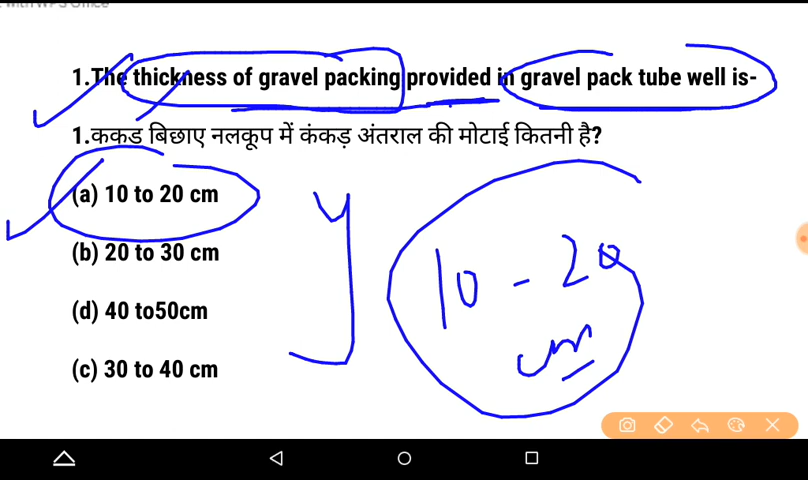 1.The thickness of gravel packing provided in gravel pack tube well is-
1.ककड बिछाए नलकूप में कंकड़ अंतराल की मोटाई कितनी है?
(a) 10 to 20 cm
(b) 20 to 30 cm
(d) 40 to50cm
(c) 30 to 40 cm
10 - 20
cm